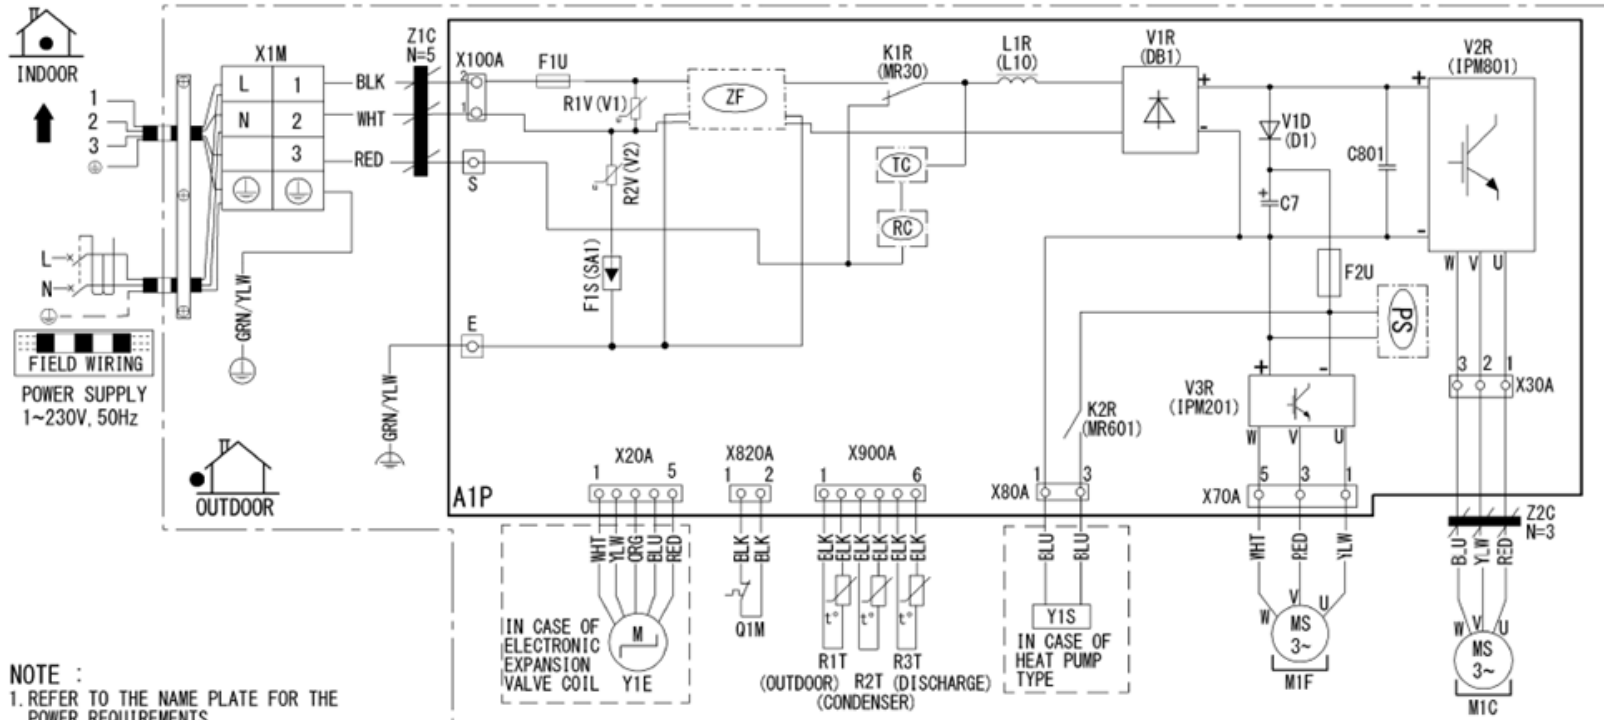 INDOOR
1
2
3
L
N
FIELD WIRING
POWER SUPPLY
1~230V, 50Hz
OUTDOOR
NOTE :
1. REFER TO THE NAME PLATE FOR THE
POWER REQUIREMENTS
X1M
L 1
N 2
3
GRN/YLW
BLK
WHT
RED
Z1C
N=5
X100A
2
1
S
E
GRN/YLW
F1U
R1V(V1)
R2V(V2)
F1S(SA1)
ZF
K1R
(MR30)
L1R
(L10)
TC
RC
V1R
(DB1)
+
-
V1D
(D1)
+
C7
C801
V2R
(IPM801)
+
-
W V U
F2U
PS
+ -
V3R
(IPM201)
W V U
K2R
(MR601)
3 2 1
X30A
A1P
X20A
1 5
X820A
1 2
X900A
1 6
X80A
1 3
X70A
5 3 1
Z2C
N=3
WHT YLW ORG BLU RED
IN CASE OF
ELECTRONIC
EXPANSION
VALVE COIL
M
Y1E
BLK BLK
Q1M
BLK BLK BLK BLK BLK BLK
t° t° t°
R1T
(OUTDOOR)
R2T
(CONDENSER)
R3T
(DISCHARGE)
BLU BLU
Y1S
IN CASE OF
HEAT PUMP
TYPE
WHT RED YLW
W V U
MS
3~
M1F
BLU YLW RED
W V U
MS
3~
M1C